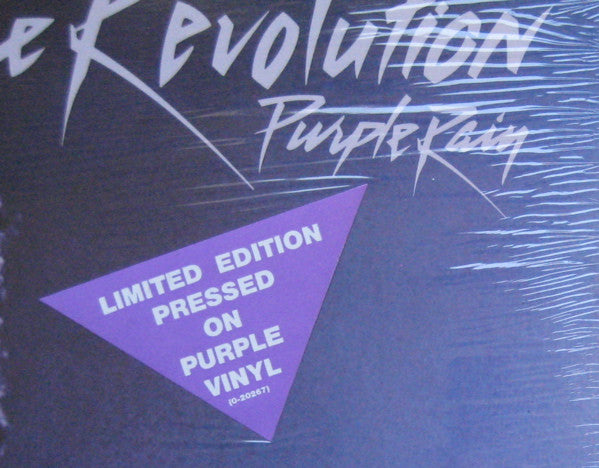 e Revolution
Purple Rain
LIMITED EDITION
PRESSED
ON
PURPLE
VINYL
(0-20267)